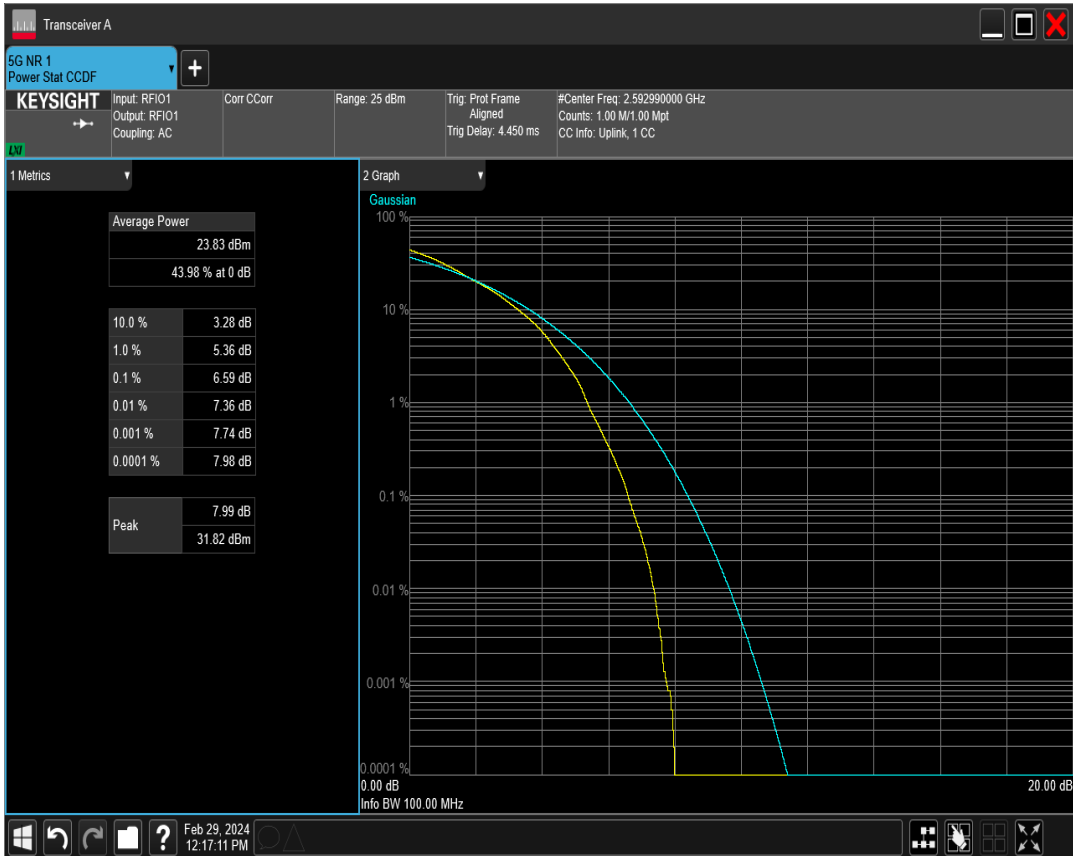 Transceiver A
5G NR 1
Power Stat CCDF
+
KEYSIGHT
LXI
Input: RFIO1
Output: RFIO1
Coupling: AC
Corr CCorr
Range: 25 dBm
Trig: Prot Frame
Aligned
Trig Delay: 4.450 ms
#Center Freq: 2.592990000 GHz
Counts: 1.00 M/1.00 Mpt
CC Info: Uplink, 1 CC
1 Metrics
Average Power
23.83 dBm
43.98 % at 0 dB
10.0 % 3.28 dB
1.0 % 5.36 dB
0.1 % 6.59 dB
0.01 % 7.36 dB
0.001 % 7.74 dB
0.0001 % 7.98 dB
Peak 7.99 dB
31.82 dBm
2 Graph
Gaussian
100 %
10 %
1 %
0.1 %
0.01 %
0.001 %
0.0001 %
0.00 dB 20.00 dB
Info BW 100.00 MHz
?
Feb 29, 2024
12:17:11 PM